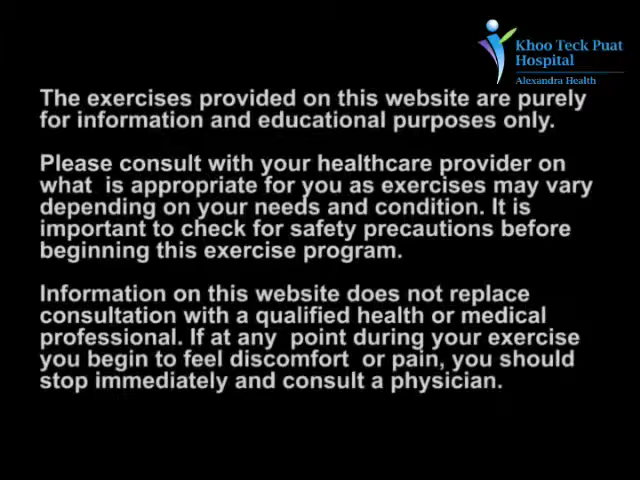 Khoo Teck Puat
Hospital
Alexandra Health
The exercises provided on this website are purely
for information and educational purposes only.
Please consult with your healthcare provider on
what is appropriate for you as exercises may vary
depending on your needs and condition. It is
important to check for safety precautions before
beginning this exercise program.
Information on this website does not replace
consultation with a qualified health or medical
professional. If at any point during your exercise
you begin to feel discomfort or pain, you should
stop immediately and consult a physician.